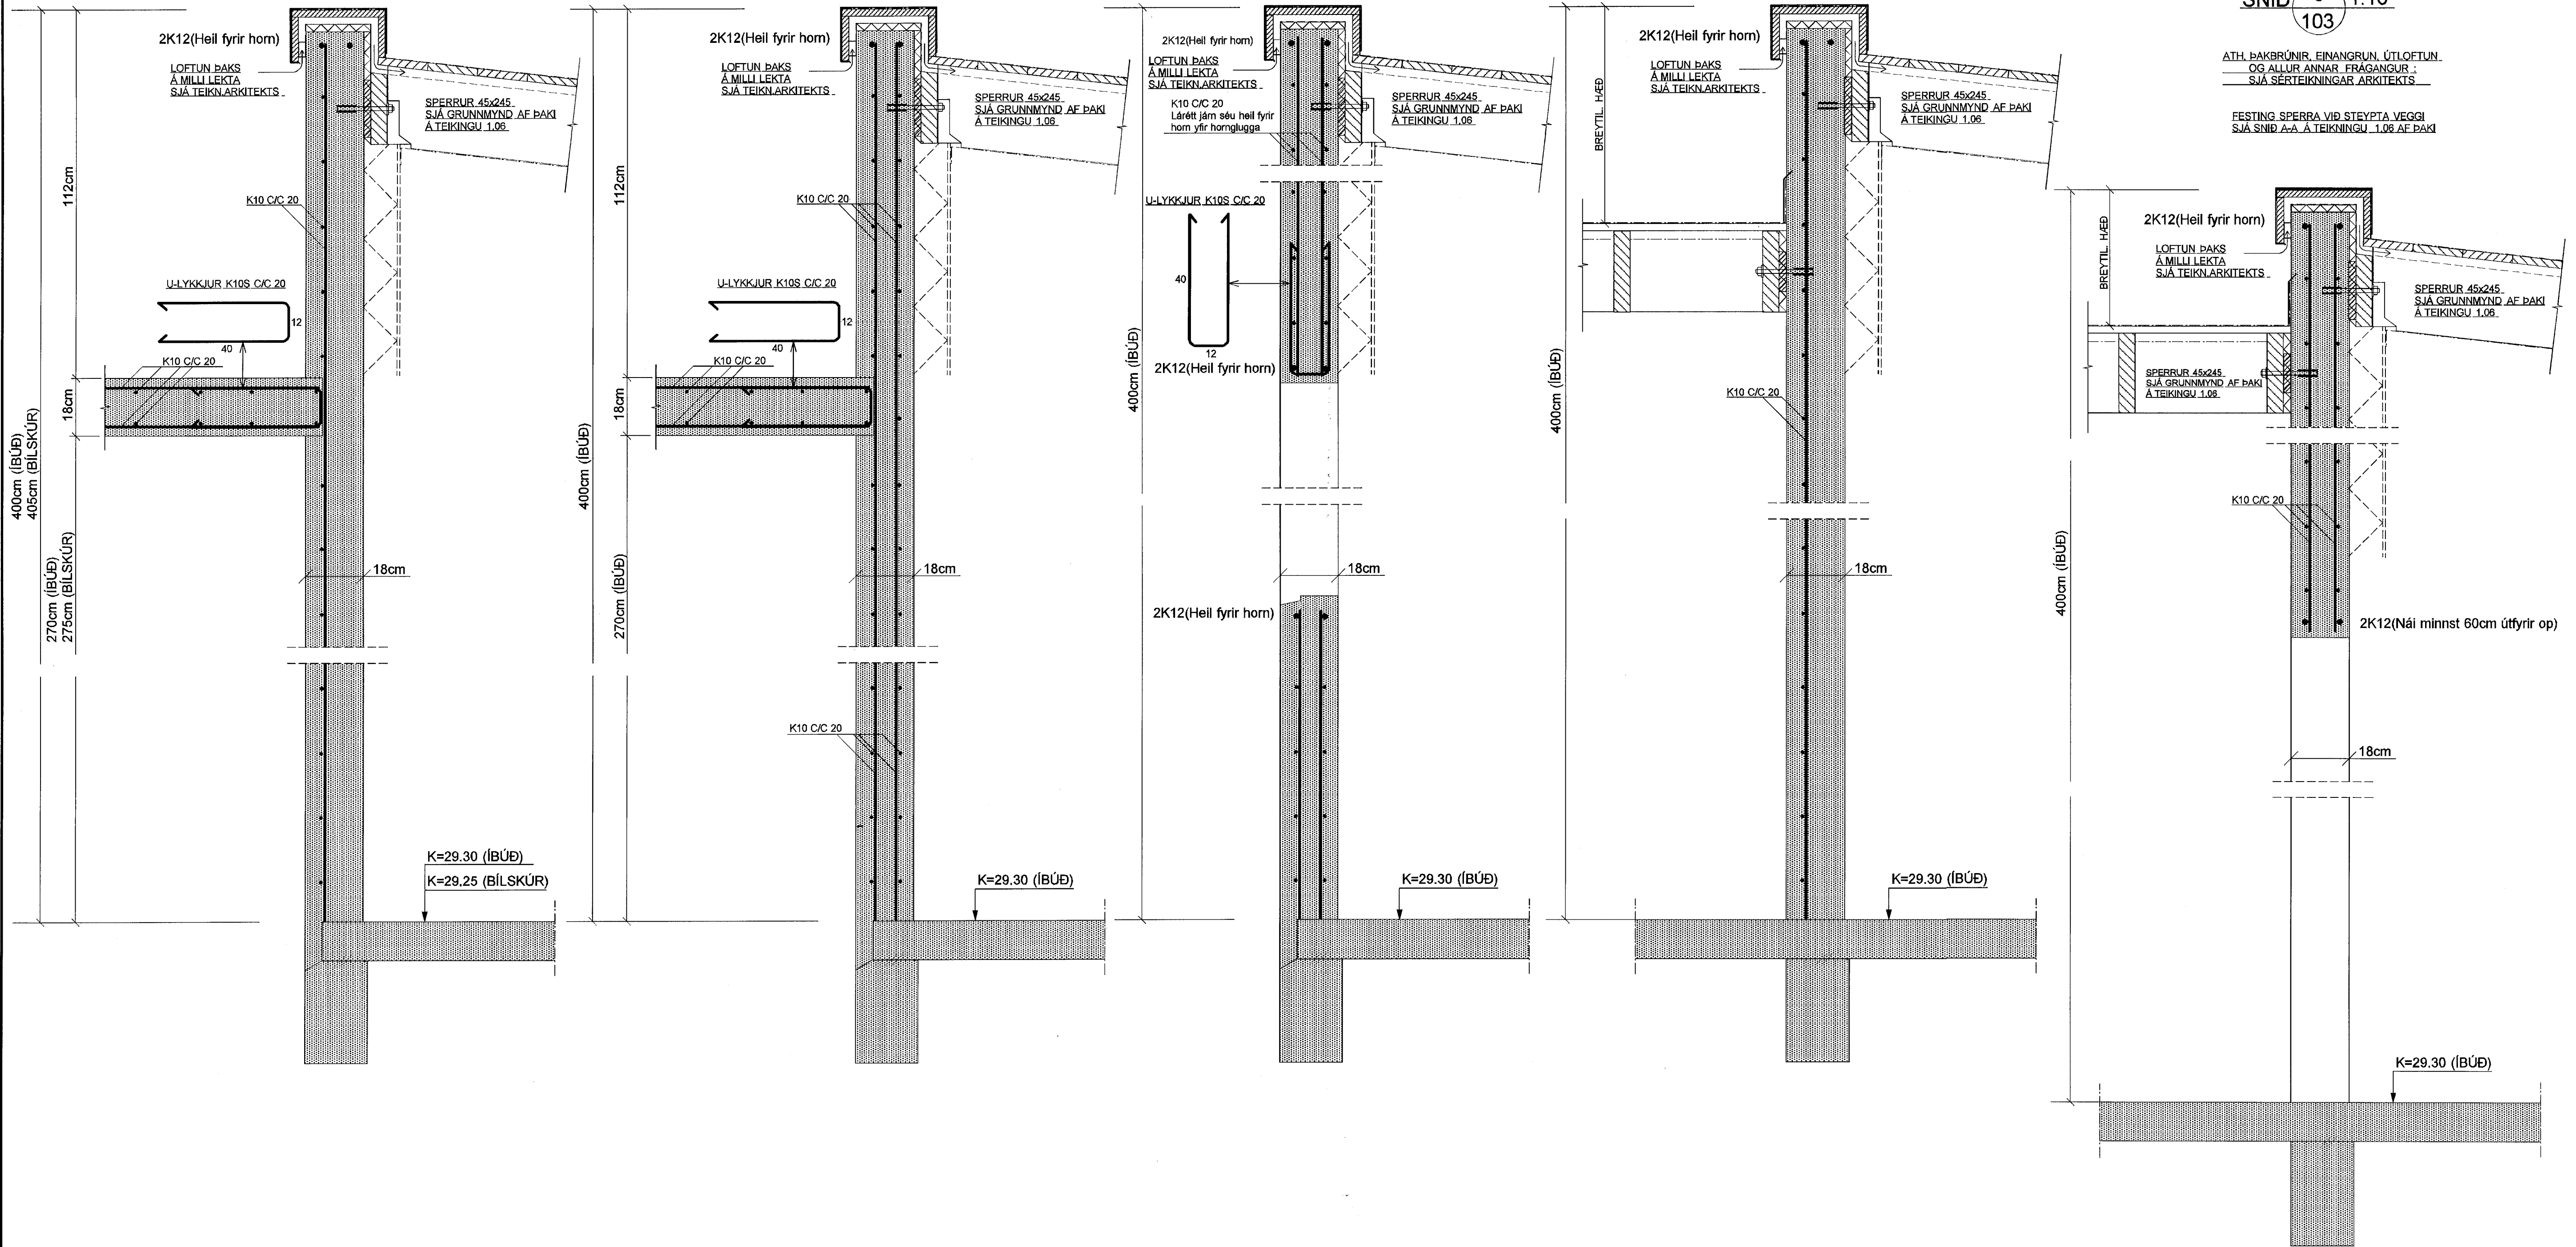 2K12(Heil fyrir horn)
LOFTUN ÞAKS
Á MILLI LEKTA
SJÁ TEIKN.ARKITEKTS
SPERRUR 45x245
SJÁ GRUNNMYND AF ÞAKI
Á TEIKINGU 1.06
112cm
K10 C/C 20
U-LYKKJUR K10S C/C 20
12
40
K10 C/C 20
18cm
400cm (ÍBÚÐ)
405cm (BÍLSKÚR)
270cm (ÍBÚÐ)
275cm (BÍLSKÚR)
18cm
K=29.30 (ÍBÚÐ)
K=29.25 (BÍLSKÚR)
2K12(Heil fyrir horn)
LOFTUN ÞAKS
Á MILLI LEKTA
SJÁ TEIKN.ARKITEKTS
SPERRUR 45x245
SJÁ GRUNNMYND AF ÞAKI
Á TEIKINGU 1.06
112cm
K10 C/C 20
U-LYKKJUR K10S C/C 20
12
40
K10 C/C 20
18cm
400cm (ÍBÚÐ)
270cm (ÍBÚÐ)
18cm
K10 C/C 20
K=29.30 (ÍBÚÐ)
2K12(Heil fyrir horn)
LOFTUN ÞAKS
Á MILLI LEKTA
SJÁ TEIKN.ARKITEKTS
K10 C/C 20
Lárétt járn séu heil fyrir
horn yfir hornglugga
SPERRUR 45x245
SJÁ GRUNNMYND AF ÞAKI
Á TEIKINGU 1.06
U-LYKKJUR K10S C/C 20
40
12
2K12(Heil fyrir horn)
400cm (ÍBÚÐ)
18cm
2K12(Heil fyrir horn)
K=29.30 (ÍBÚÐ)
BREYTIL. HÆÐ
2K12(Heil fyrir horn)
LOFTUN ÞAKS
Á MILLI LEKTA
SJÁ TEIKN.ARKITEKTS
SPERRUR 45x245
SJÁ GRUNNMYND AF ÞAKI
Á TEIKINGU 1.06
K10 C/C 20
400cm (ÍBÚÐ)
18cm
K=29.30 (ÍBÚÐ)
103
ATH. ÞAKBRÚNIR, EINANGRUN, ÚTLOFTUN
OG ALLUR ANNAR FRÁGANGUR :
SJÁ SÉRTEIKNINGAR ARKITEKTS
FESTING SPERRA VIÐ STEYPTA VEGGI
SJÁ SNIÐ A-A Á TEIKNINGU 1.06 AF ÞAKI
BREYTIL. HÆÐ
2K12(Heil fyrir horn)
LOFTUN ÞAKS
Á MILLI LEKTA
SJÁ TEIKN.ARKITEKTS
SPERRUR 45x245
SJÁ GRUNNMYND AF ÞAKI
Á TEIKINGU 1.06
SPERRUR 45x245
SJÁ GRUNNMYND AF ÞAKI
Á TEIKINGU 1.06
K10 C/C 20
400cm (ÍBÚÐ)
2K12(Nái minnst 60cm útfyrir op)
18cm
K=29.30 (ÍBÚÐ)